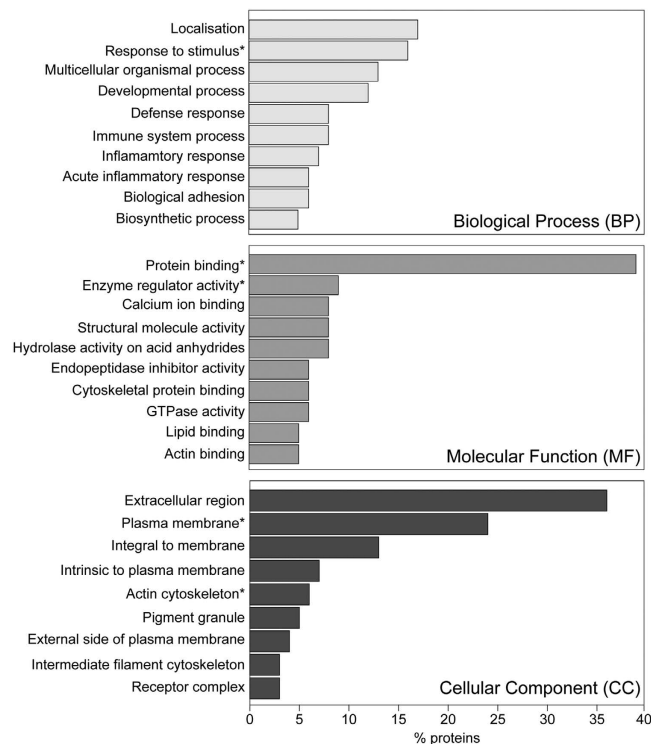 Localisation
Response to stimulus*
Multicellular organismal process
Developmental process
Defense response
Immune system process
Inflamamtory response
Acute inflammatory response
Biological adhesion
Biosynthetic process
Biological Process (BP)
Protein binding*
Enzyme regulator activity*
Calcium ion binding
Structural molecule activity
Hydrolase activity on acid anhydrides
Endopeptidase inhibitor activity
Cytoskeletal protein binding
GTPase activity
Lipid binding
Actin binding
Molecular Function (MF)
Extracellular region
Plasma membrane*
Integral to membrane
Intrinsic to plasma membrane
Actin cytoskeleton*
Pigment granule
External side of plasma membrane
Intermediate filament cytoskeleton
Receptor complex
Cellular Component (CC)
0 5 10 15 20 25 30 35 40
% proteins